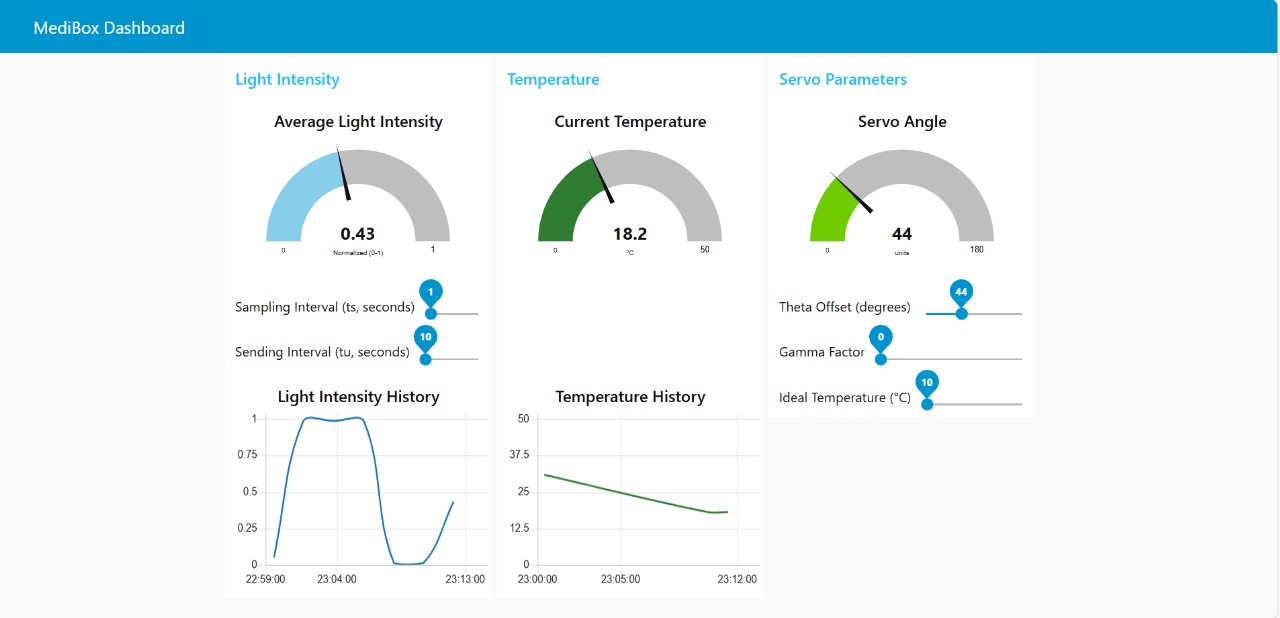 MediBox Dashboard
Light Intensity
Average Light Intensity
0.43
0 Normalized (0-1) 1
Sampling Interval (ts, seconds) 1
Sending Interval (tu, seconds) 10
Light Intensity History
1
0.75
0.5
0.25
0
22:59:00 23:04:00 23:13:00
Temperature
Current Temperature
18.2
0 °C 50
Temperature History
50
37.5
25
12.5
0
23:00:00 23:05:00 23:12:00
Servo Parameters
Servo Angle
44
0 units 180
Theta Offset (degrees) 44
Gamma Factor 0
Ideal Temperature (°C) 10